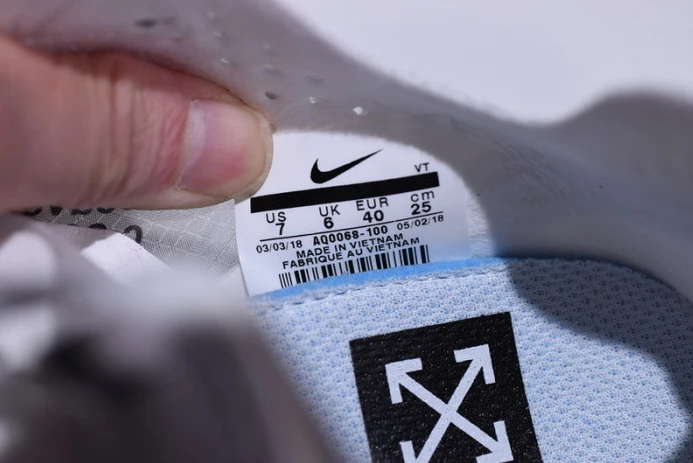 VT
US UK EUR cm
7 6 40 25
03/03/18 AQ0068-100 05/02/18
MADE IN VIETNAM
FABRIQUE AU VIETNAM